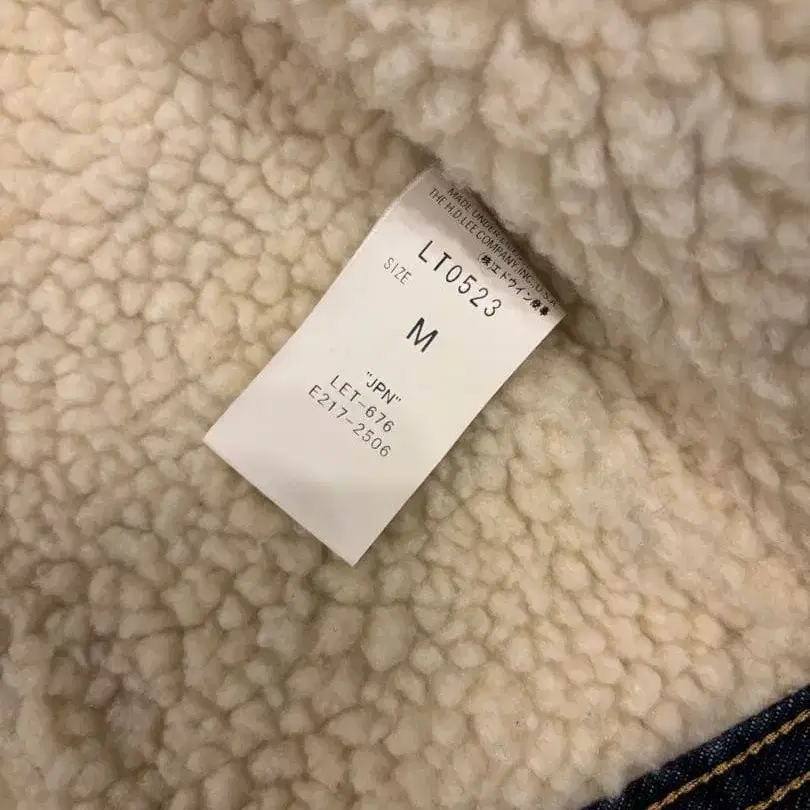 MADE UNDER
THE H.D.LEE COMPANY, INC., U.S.A
(株)エドウイン
LT0523
SIZE
M
"JPN"
LET-676
E217-2506